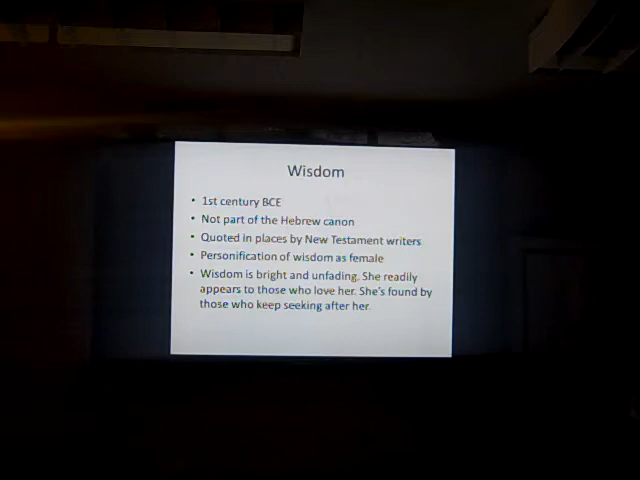 Wisdom
• 1st century BCE
• Not part of the Hebrew canon
• Quoted in places by New Testament writers
• Personification of wisdom as female
• Wisdom is bright and unfading. She readily
appears to those who love her. She's found by
those who keep seeking after her.